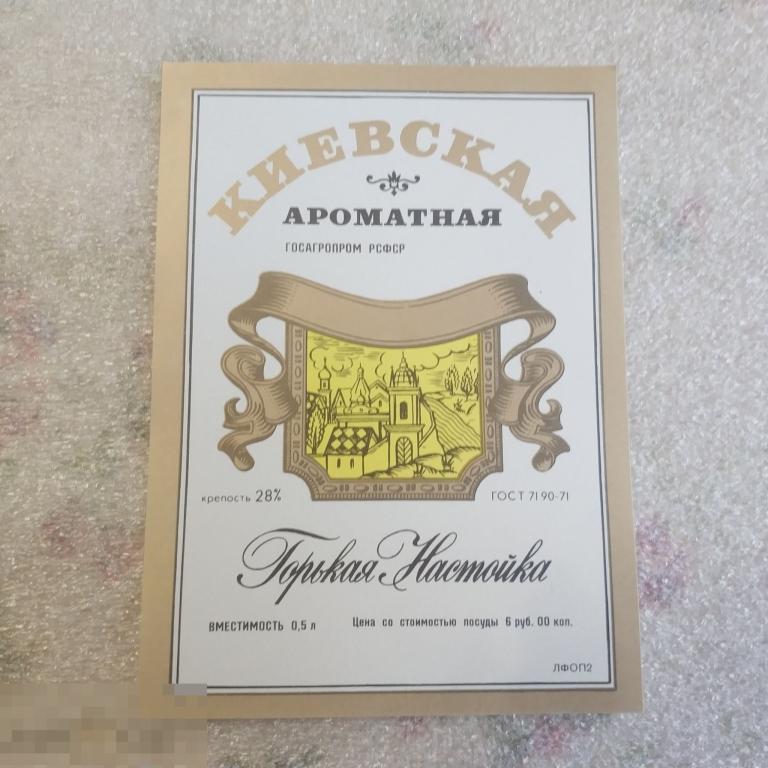 КИЕВСКАЯ
АРОМАТНАЯ
ГОСАГРОПРОМ РСФСР
крепость 28% ГОСТ 7190-71
Горькая Настойка
ВМЕСТИМОСТЬ 0,5 л Цена со стоимостью посуды 6 руб. 00 коп.
ЛФОП2